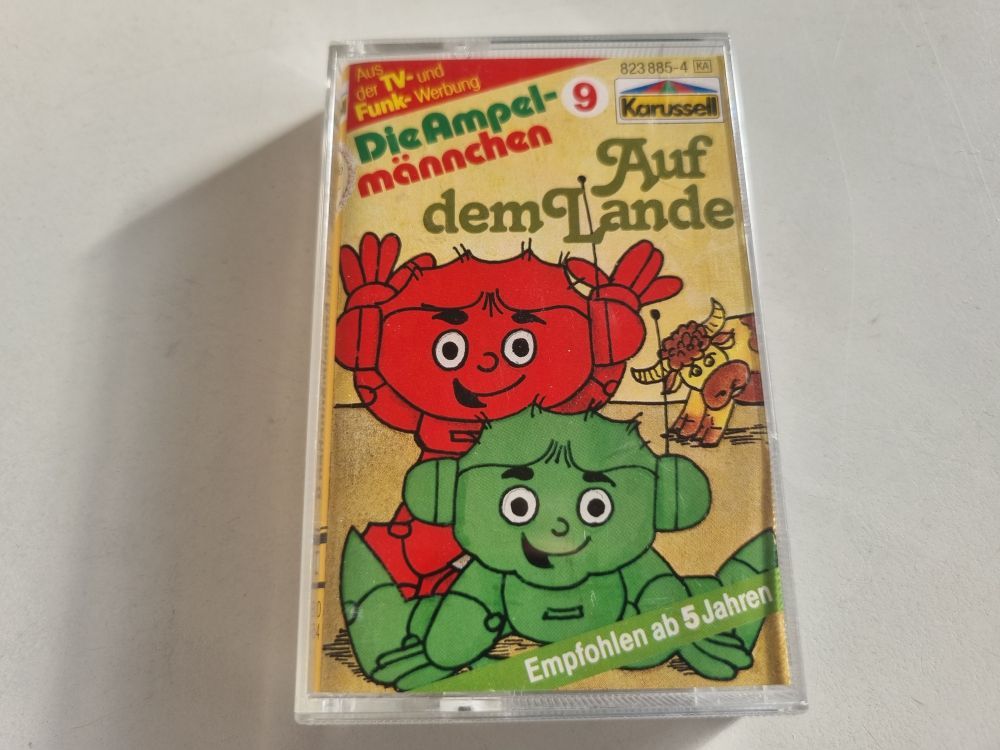 Aus
der TV- und
Funk- Werbung
Die Ampel-
männchen
9
823 885-4 KA
Karussell
Auf
dem Lande
Empfohlen ab 5 Jahren